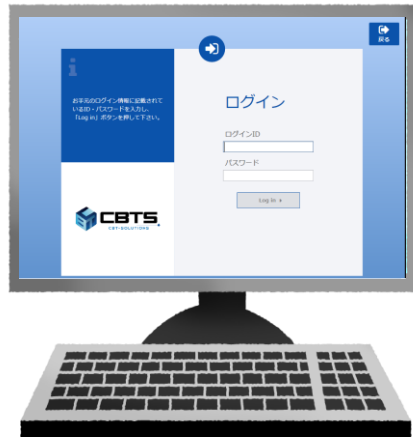 戻る
お手元のログイン情報に記載されて
いるID・パスワードを入力し、
「Log in」ボタンを押して下さい。
ログイン
ログインID
パスワード
Log in
CBTS
CBT-SOLUTIONS